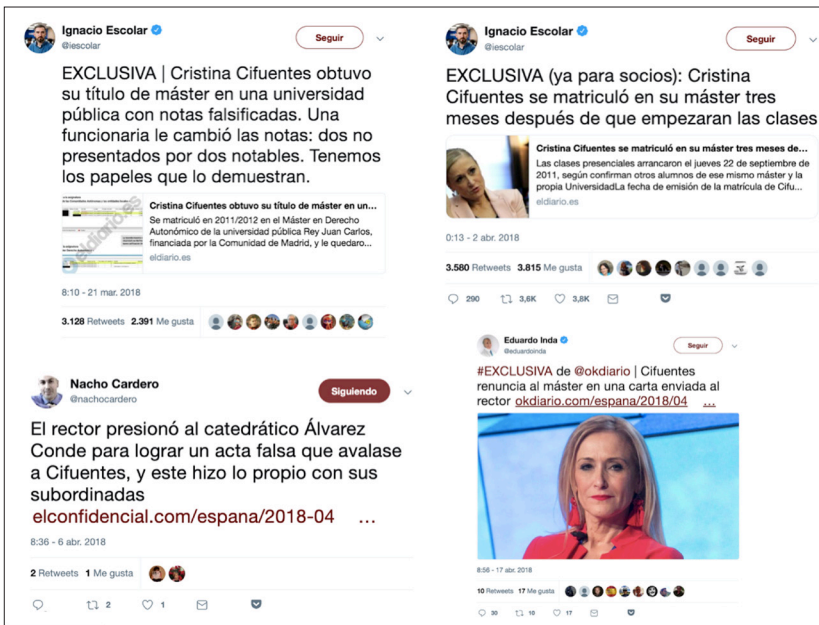 Ignacio Escolar
@iescolar
Seguir
EXCLUSIVA | Cristina Cifuentes obtuvo
su título de máster en una universidad
pública con notas falsificadas. Una
funcionaria le cambió las notas: dos no
presentados por dos notables. Tenemos
los papeles que lo demuestran.
eldiario.es
Cristina Cifuentes obtuvo su título de máster en un...
Se matriculó en 2011/2012 en el Máster en Derecho
Autonómico de la universidad pública Rey Juan Carlos,
financiada por la Comunidad de Madrid, y le quedaro...
eldiario.es
8:10 - 21 mar. 2018
3.128 Retweets 2.391 Me gusta
Ignacio Escolar
@iescolar
Seguir
EXCLUSIVA (ya para socios): Cristina
Cifuentes se matriculó en su máster tres
meses después de que empezaran las clases
Cristina Cifuentes se matriculó en su máster tres meses de...
Las clases presenciales arrancaron el jueves 22 de septiembre de
2011, según confirman otros alumnos de ese mismo máster y la
propia UniversidadLa fecha de emisión de la matrícula de Cifu...
eldiario.es
0:13 - 2 abr. 2018
3.580 Retweets 3.815 Me gusta
290 3,6K 3,8K
Nacho Cardero
@nachocardero
Siguiendo
El rector presionó al catedrático Álvarez
Conde para lograr un acta falsa que avalase
a Cifuentes, y este hizo lo propio con sus
subordinadas
elconfidencial.com/espana/2018-04 ...
8:36 - 6 abr. 2018
2 Retweets 1 Me gusta
2 1
Eduardo Inda
@eduardoinda
Seguir
#EXCLUSIVA de @okdiario | Cifuentes
renuncia al máster en una carta enviada al
rector okdiario.com/espana/2018/04 ...
8:56 - 17 abr. 2018
10 Retweets 17 Me gusta
30 10 17